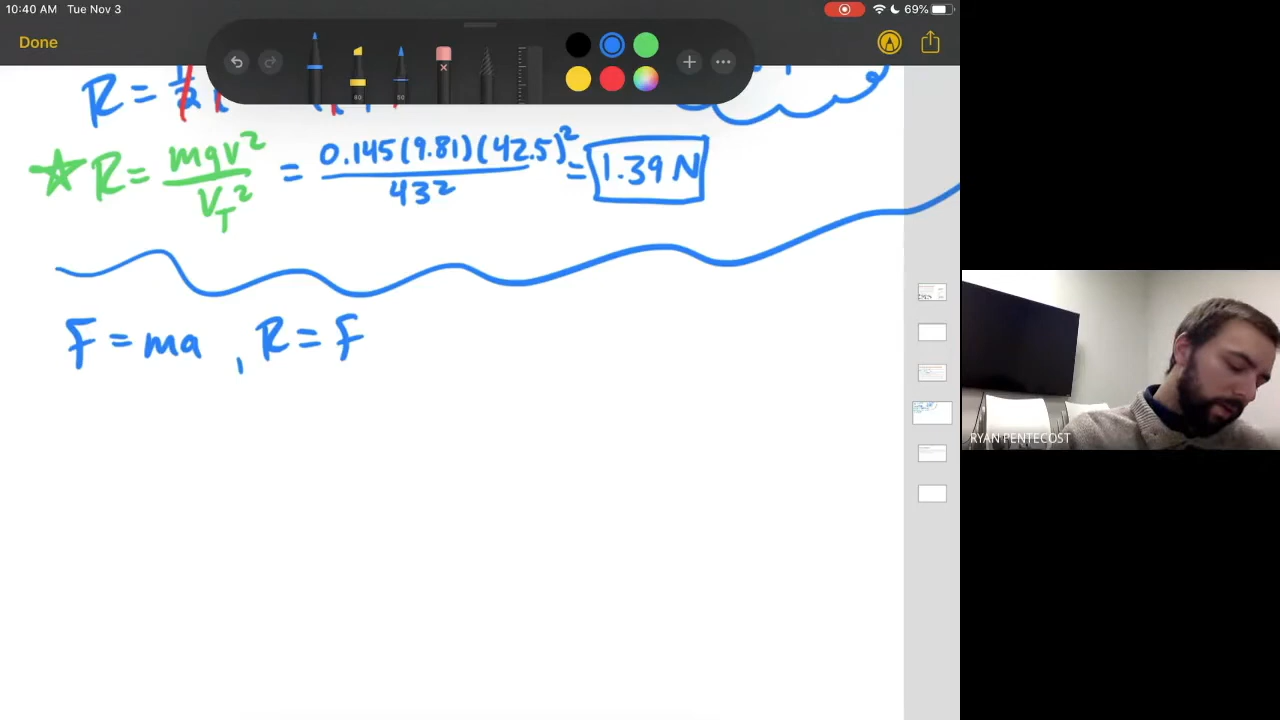 10:40 AM Tue Nov 3 69%
Done
R =
☆ R = mgv² / V_T² = 0.145(9.81)(42.5)² / 43² = 1.39 N
F = ma , R = F
RYAN PENTECOST